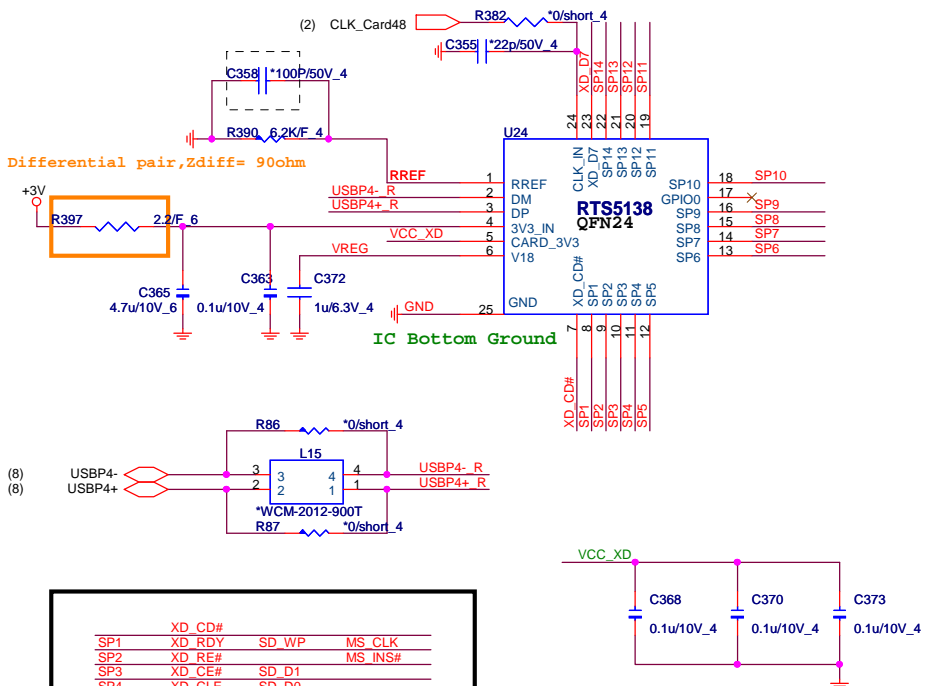 (2) CLK_Card48
R382 *0/short_4
C355 *22p/50V_4
C358 *100P/50V_4
R390 6.2K/F_4
Differential pair,Zdiff= 90ohm
+3V
R397 2.2/F_6
C365
4.7u/10V_6
C363
0.1u/10V_4
C372
1u/6.3V_4
RREF
USBP4-_R
USBP4+_R
VCC_XD
VREG
GND
XD_D7
SP14
SP13
SP12
SP11
24
23
22
21
20
19
U24
CLK_IN
XD_D7
SP14
SP13
SP12
SP11
1 RREF
2 DM
3 DP
4 3V3_IN
5 CARD_3V3
6 V18
25 GND
RTS5138
QFN24
SP10 18 SP10
GPIO0 17
SP9 16 SP9
SP8 15 SP8
SP7 14 SP7
SP6 13 SP6
XD_CD#
SP1
SP2
SP3
SP4
SP5
7
8
9
10
11
12
XD_CD#
SP1
SP2
SP3
SP4
SP5
IC Bottom Ground
R86 *0/short_4
L15
(8) USBP4- 3 3 4 4 USBP4-_R
(8) USBP4+ 2 2 1 1 USBP4+_R
*WCM-2012-900T
R87 *0/short_4
VCC_XD
C368
0.1u/10V_4
C370
0.1u/10V_4
C373
0.1u/10V_4
XD_CD#
SP1 XD_RDY SD_WP MS_CLK
SP2 XD_RE# MS_INS#
SP3 XD_CE# SD_D1
SP4 XD_CLE SD_D0